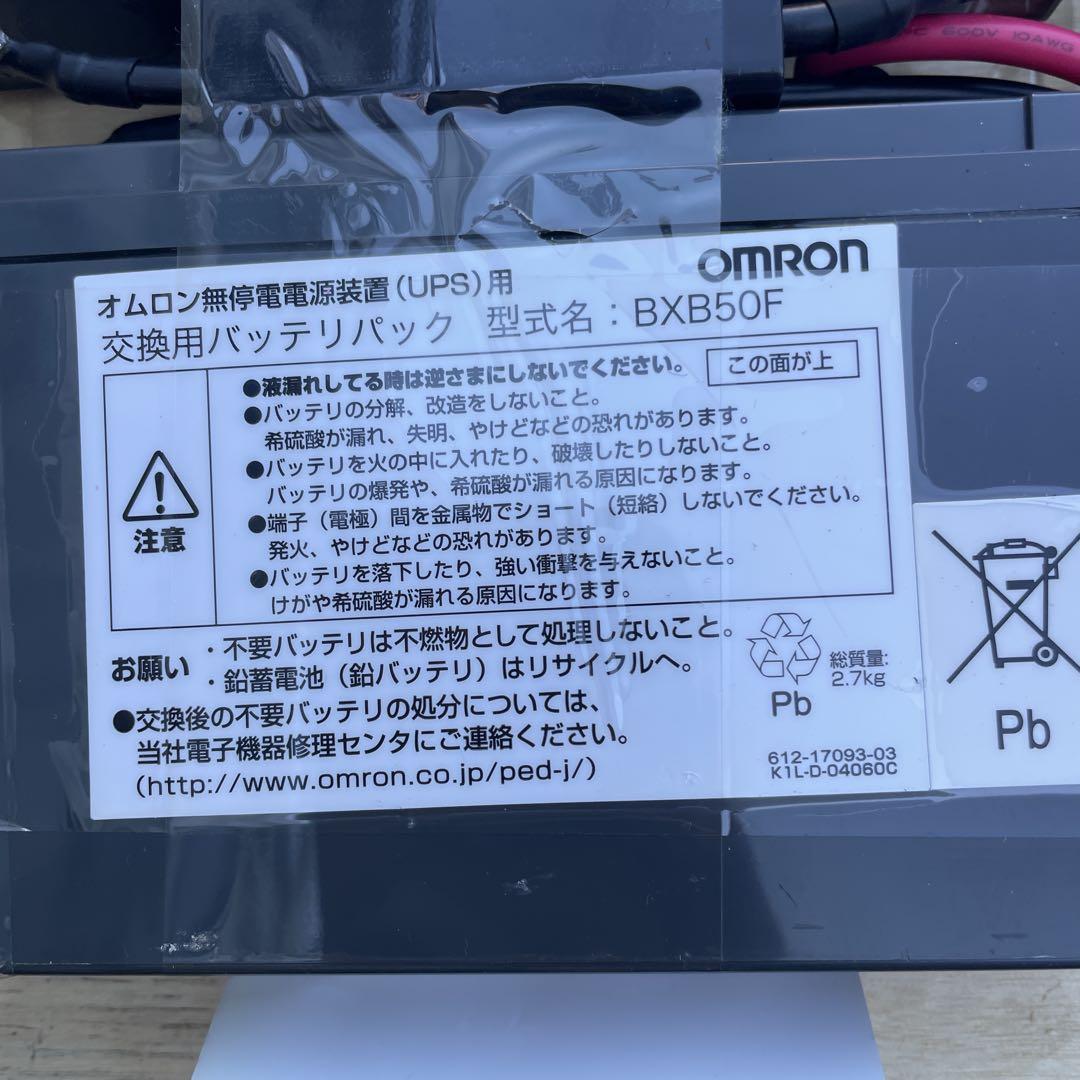 DC 600V 10AWG
OMRON
オムロン無停電電源装置（UPS）用
交換用バッテリパック 型式名：BXB50F
この面が上
注意
●液漏れしてる時は逆さまにしないでください。
●バッテリの分解、改造をしないこと。
希硫酸が漏れ、失明、やけどなどの恐れがあります。
●バッテリを火の中に入れたり、破壊したりしないこと。
バッテリの爆発や、希硫酸が漏れる原因になります。
●端子（電極）間を金属物でショート（短絡）しないでください。
発火、やけどなどの恐れがあります。
●バッテリを落下したり、強い衝撃を与えないこと。
けがや希硫酸が漏れる原因になります。
お願い
・不要バッテリは不燃物として処理しないこと。
・鉛蓄電池（鉛バッテリ）はリサイクルへ。
●交換後の不要バッテリの処分については、
当社電子機器修理センタにご連絡ください。
（http://www.omron.co.jp/ped-j/）
Pb
総質量:
2.7kg
612-17093-03
K1L-D-04060C
Pb